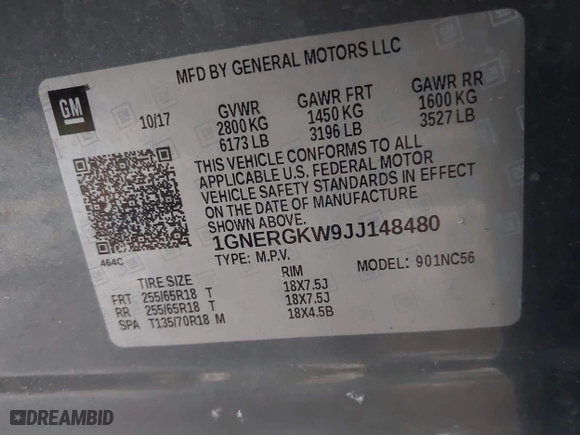 MFD BY GENERAL MOTORS LLC
GM
10/17
GVWR GAWR FRT GAWR RR
2800 KG 1450 KG 1600 KG
6173 LB 3196 LB 3527 LB
THIS VEHICLE CONFORMS TO ALL
APPLICABLE U.S. FEDERAL MOTOR
VEHICLE SAFETY STANDARDS IN EFFECT
ON THE DATE OF MANUFACTURE
SHOWN ABOVE.
464C
1GNERGKW9JJ148480
TYPE: M.P.V. MODEL: 901NC56
TIRE SIZE RIM
FRT 255/65R18 T 18X7.5J
RR 255/65R18 T 18X7.5J
SPA T135/70R18 M 18X4.5B
DREAMBID